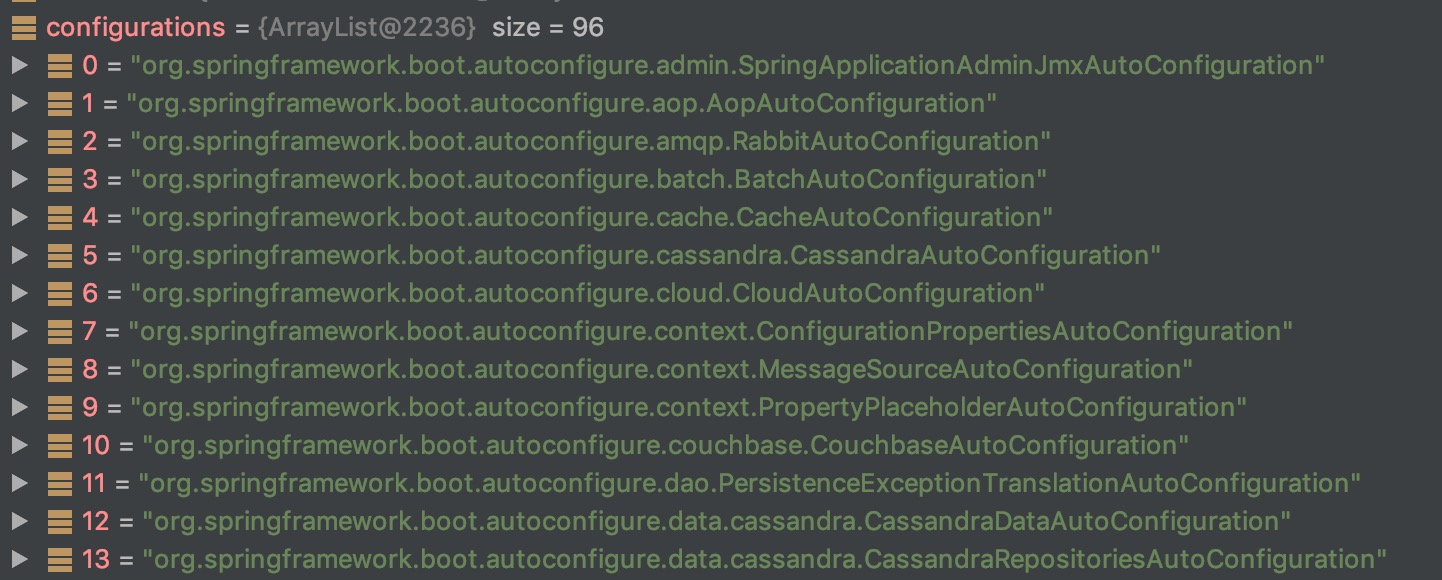 configurations = {ArrayList@2236} size = 96
0 = "org.springframework.boot.autoconfigure.admin.SpringApplicationAdminJmxAutoConfiguration"
1 = "org.springframework.boot.autoconfigure.aop.AopAutoConfiguration"
2 = "org.springframework.boot.autoconfigure.amqp.RabbitAutoConfiguration"
3 = "org.springframework.boot.autoconfigure.batch.BatchAutoConfiguration"
4 = "org.springframework.boot.autoconfigure.cache.CacheAutoConfiguration"
5 = "org.springframework.boot.autoconfigure.cassandra.CassandraAutoConfiguration"
6 = "org.springframework.boot.autoconfigure.cloud.CloudAutoConfiguration"
7 = "org.springframework.boot.autoconfigure.context.ConfigurationPropertiesAutoConfiguration"
8 = "org.springframework.boot.autoconfigure.context.MessageSourceAutoConfiguration"
9 = "org.springframework.boot.autoconfigure.context.PropertyPlaceholderAutoConfiguration"
10 = "org.springframework.boot.autoconfigure.couchbase.CouchbaseAutoConfiguration"
11 = "org.springframework.boot.autoconfigure.dao.PersistenceExceptionTranslationAutoConfiguration"
12 = "org.springframework.boot.autoconfigure.data.cassandra.CassandraDataAutoConfiguration"
13 = "org.springframework.boot.autoconfigure.data.cassandra.CassandraRepositoriesAutoConfiguration"